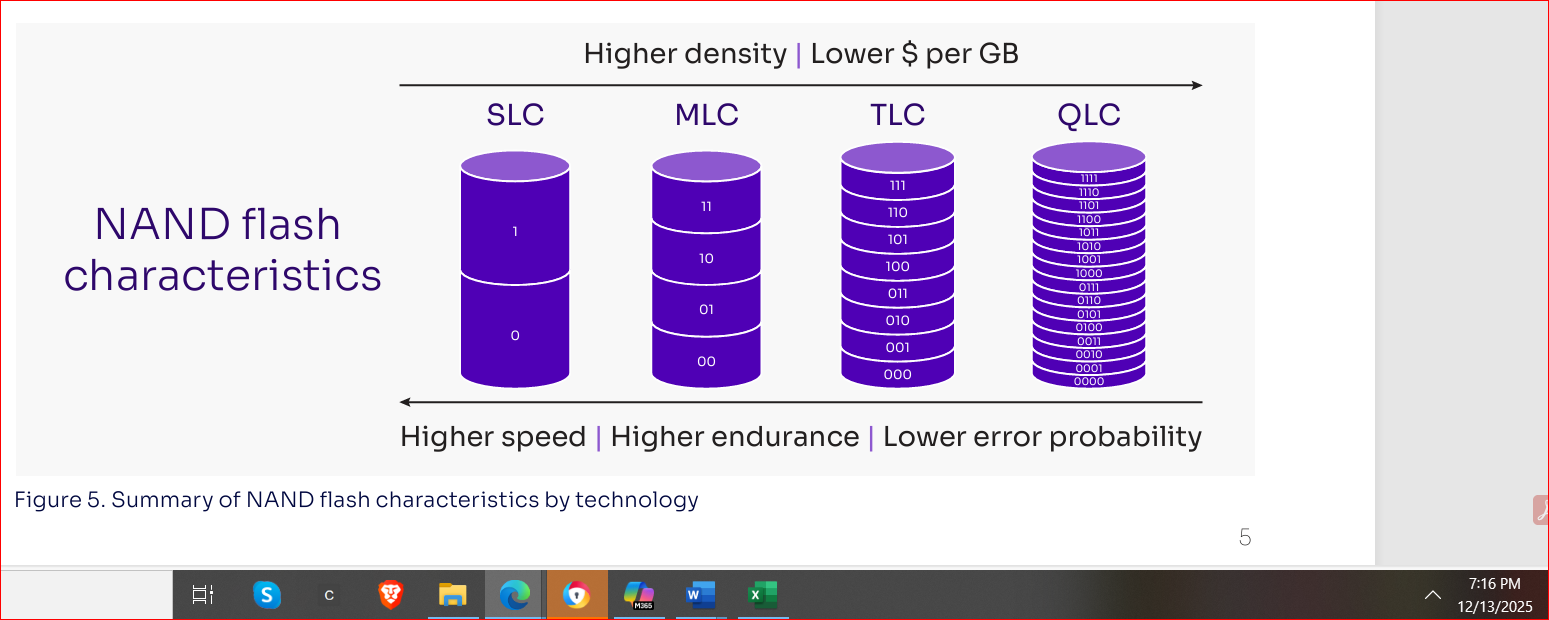 Higher density | Lower $ per GB
SLC
MLC
TLC
QLC
NAND flash
characteristics
1
0
11
10
01
00
111
110
101
100
011
010
001
000
1111
1110
1101
1100
1011
1010
1001
1000
0111
0110
0101
0100
0011
0010
0001
0000
Higher speed | Higher endurance | Lower error probability
Figure 5. Summary of NAND flash characteristics by technology
5
S
C
M365
W
X
7:16 PM
12/13/2025